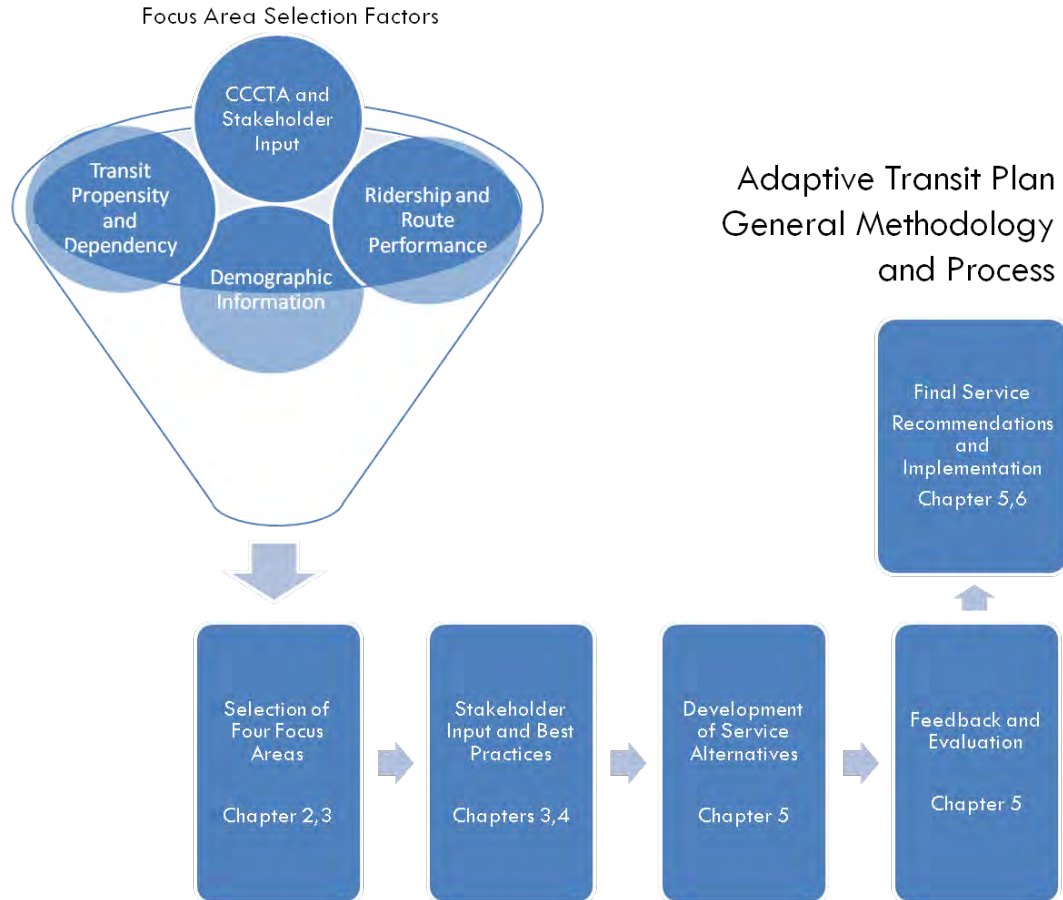 Focus Area Selection Factors
CCCTA and
Stakeholder
Input
Transit
Propensity
and
Dependency
Ridership and
Route
Performance
Demographic
Information
Adaptive Transit Plan
General Methodology
and Process
Final Service
Recommendations
and
Implementation
Chapter 5,6
Selection of
Four Focus
Areas
Chapter 2,3
Stakeholder
Input and Best
Practices
Chapters 3,4
Development
of Service
Alternatives
Chapter 5
Feedback and
Evaluation
Chapter 5